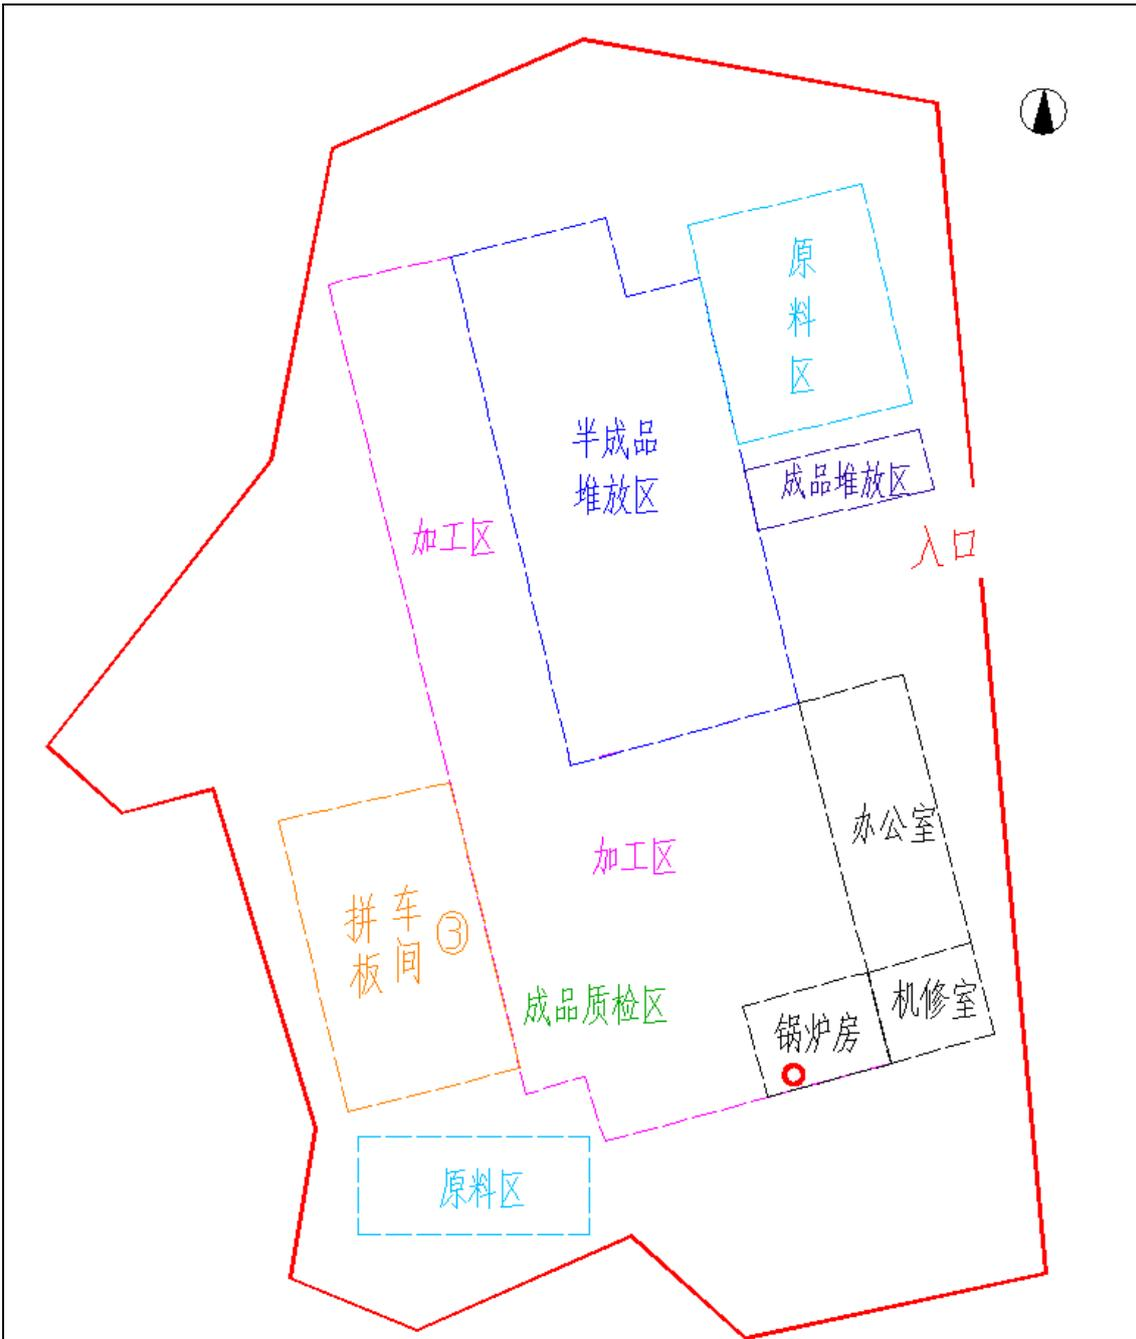 原
料
区
半成品
堆放区
成品堆放区
加工区
入口
办公室
加工区
拼车
板间
③
成品质检区
机修室
锅炉房
原料区